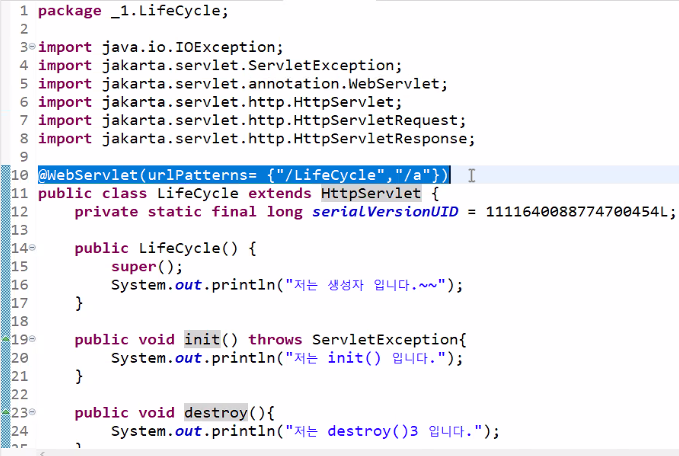 1 package _1.LifeCycle;
2
3 import java.io.IOException;
4 import jakarta.servlet.ServletException;
5 import jakarta.servlet.annotation.WebServlet;
6 import jakarta.servlet.http.HttpServlet;
7 import jakarta.servlet.http.HttpServletRequest;
8 import jakarta.servlet.http.HttpServletResponse;
9
10 @WebServlet(urlPatterns= {"/LifeCycle","/a"})
11 public class LifeCycle extends HttpServlet {
12 private static final long serialVersionUID = 1111640088774700454L;
13
14 public LifeCycle() {
15 super();
16 System.out.println("저는 생성자 입니다.~~");
17 }
18
19 public void init() throws ServletException{
20 System.out.println("저는 init() 입니다.");
21 }
22
23 public void destroy(){
24 System.out.println("저는 destroy()3 입니다.");